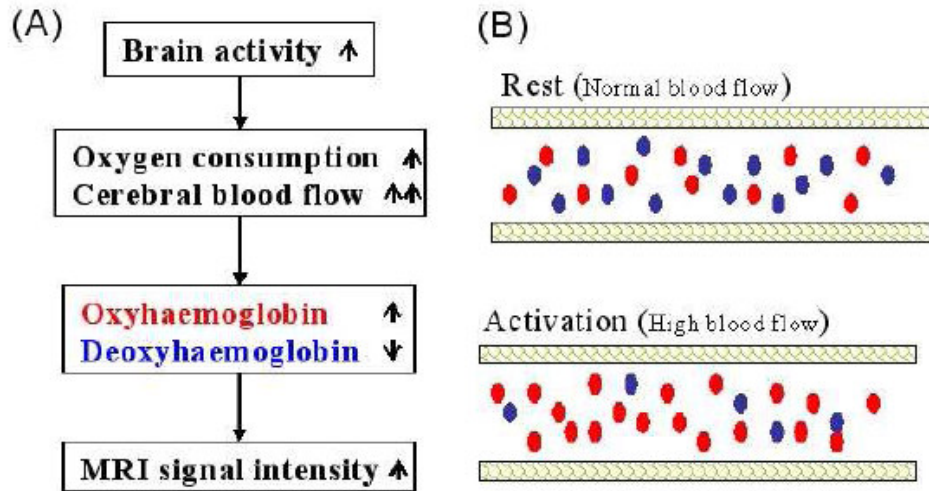 (A)
Brain activity ↑
Oxygen consumption ↑
Cerebral blood flow ↑↑
Oxyhaemoglobin ↑
Deoxyhaemoglobin ↓
MRI signal intensity ↑
(B)
Rest (Normal blood flow)
Activation (High blood flow)